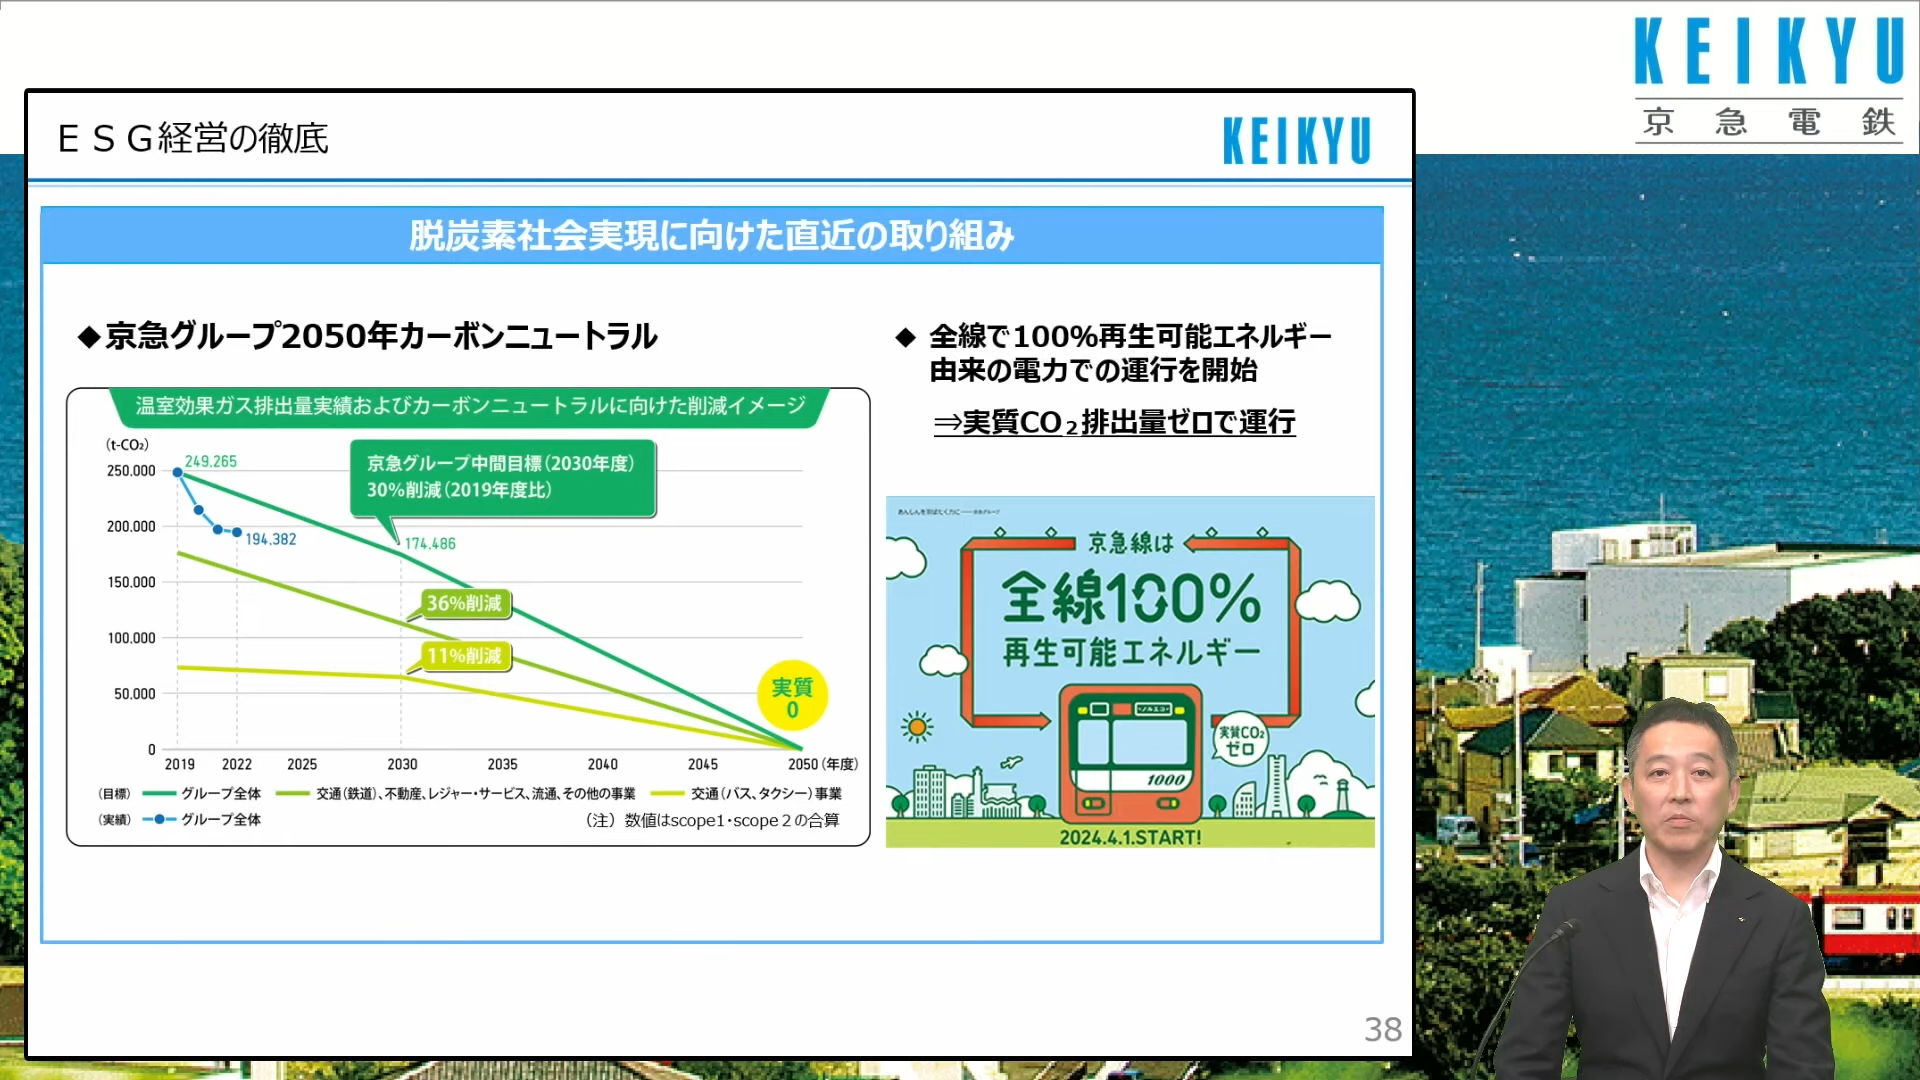 KEIKYU
京急電鉄
ＥＳＧ経営の徹底
KEIKYU
脱炭素社会実現に向けた直近の取り組み
◆京急グループ2050年カーボンニュートラル
温室効果ガス排出量実績およびカーボンニュートラルに向けた削減イメージ
(t-CO₂)
250.000
200.000
150.000
100.000
50.000
0
249,265
194,382
京急グループ中間目標（2030年度）
30%削減（2019年度比）
174,486
36%削減
11%削減
実質
0
2019 2022 2025 2030 2035 2040 2045 2050（年度）
（目標） グループ全体 交通（鉄道）、不動産、レジャー・サービス、流通、その他の事業 交通（バス、タクシー）事業
（実績） グループ全体
（注）数値はscope1・scope２の合算
◆ 全線で100%再生可能エネルギー
由来の電力での運行を開始
⇒実質CO₂排出量ゼロで運行
京急線は
全線100%
再生可能エネルギー
ノルエコ
実質CO₂
ゼロ
1000
2024.4.1.START!
38